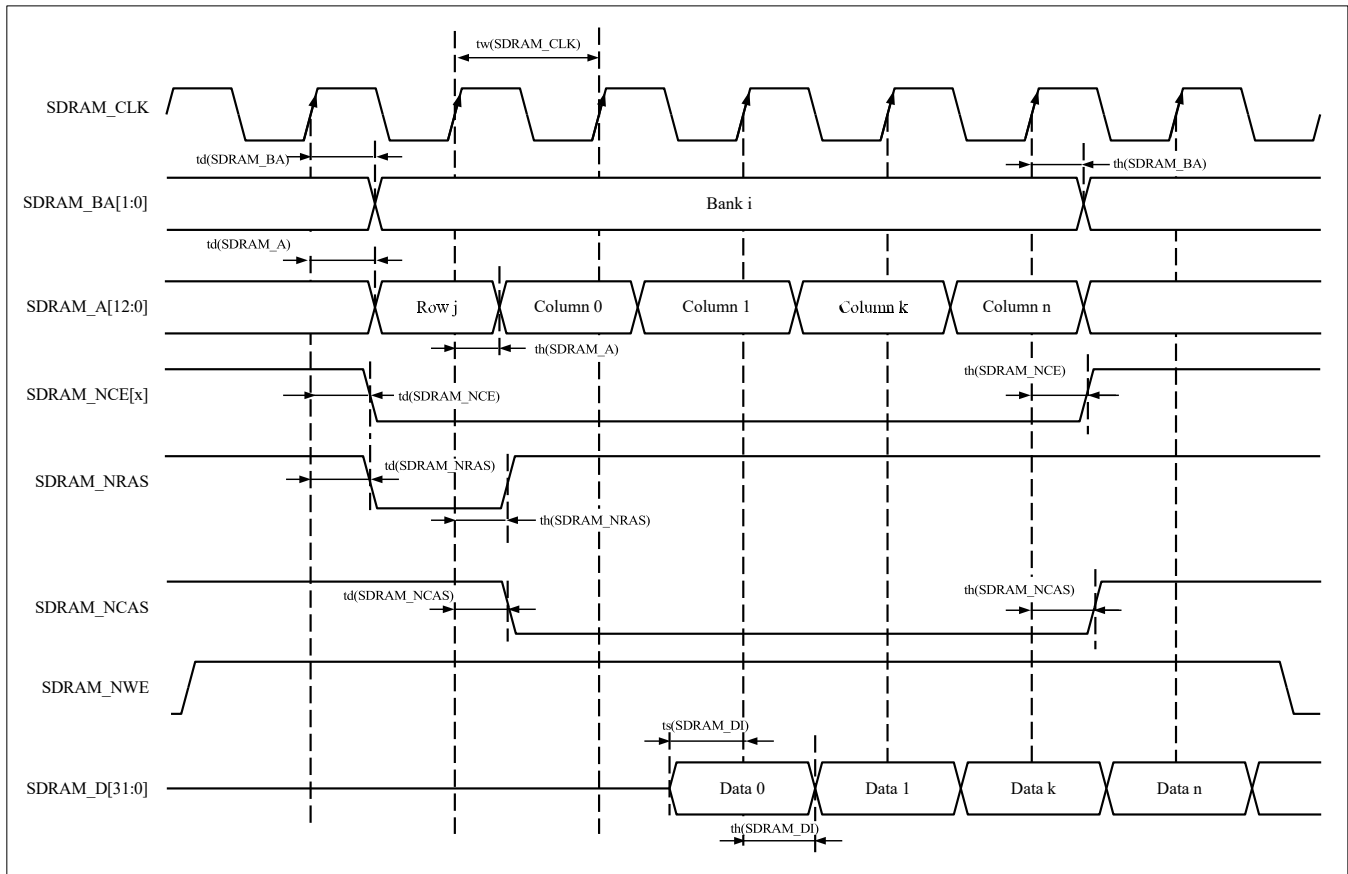 tw(SDRAM_CLK)
SDRAM_CLK
td(SDRAM_BA)
th(SDRAM_BA)
SDRAM_BA[1:0]
Bank i
td(SDRAM_A)
SDRAM_A[12:0]
Row j
Column 0
Column 1
Column k
Column n
th(SDRAM_A)
th(SDRAM_NCE)
SDRAM_NCE[x]
td(SDRAM_NCE)
td(SDRAM_NRAS)
SDRAM_NRAS
th(SDRAM_NRAS)
td(SDRAM_NCAS)
th(SDRAM_NCAS)
SDRAM_NCAS
SDRAM_NWE
ts(SDRAM_DI)
SDRAM_D[31:0]
Data 0
Data 1
Data k
Data n
th(SDRAM_DI)